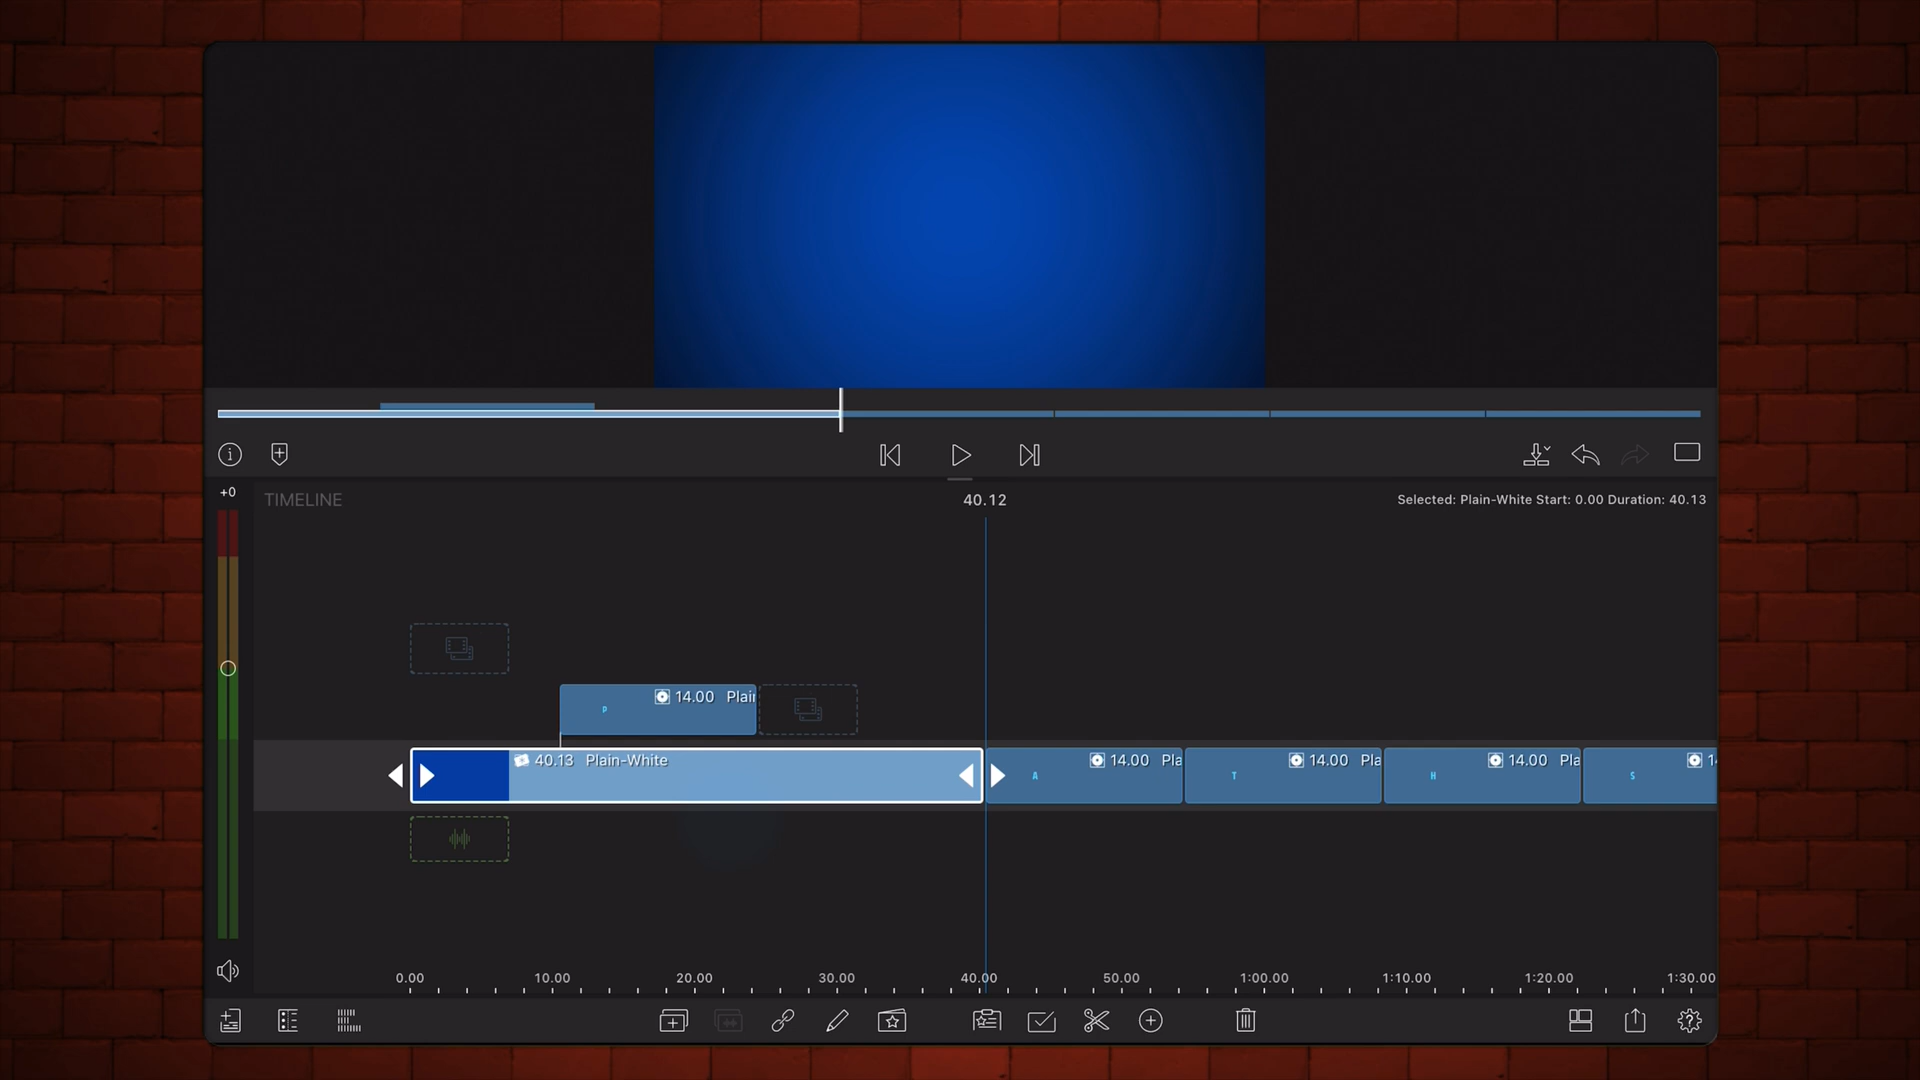 +0
TIMELINE
40.12
Selected: Plain-White Start: 0.00 Duration: 40.13
P
14.00 Plain
40.13 Plain-White
A
14.00 Pla
T
14.00 Pla
H
14.00 Pla
S
1
0.00
10.00
20.00
30.00
40.00
50.00
1:00.00
1:10.00
1:20.00
1:30.00